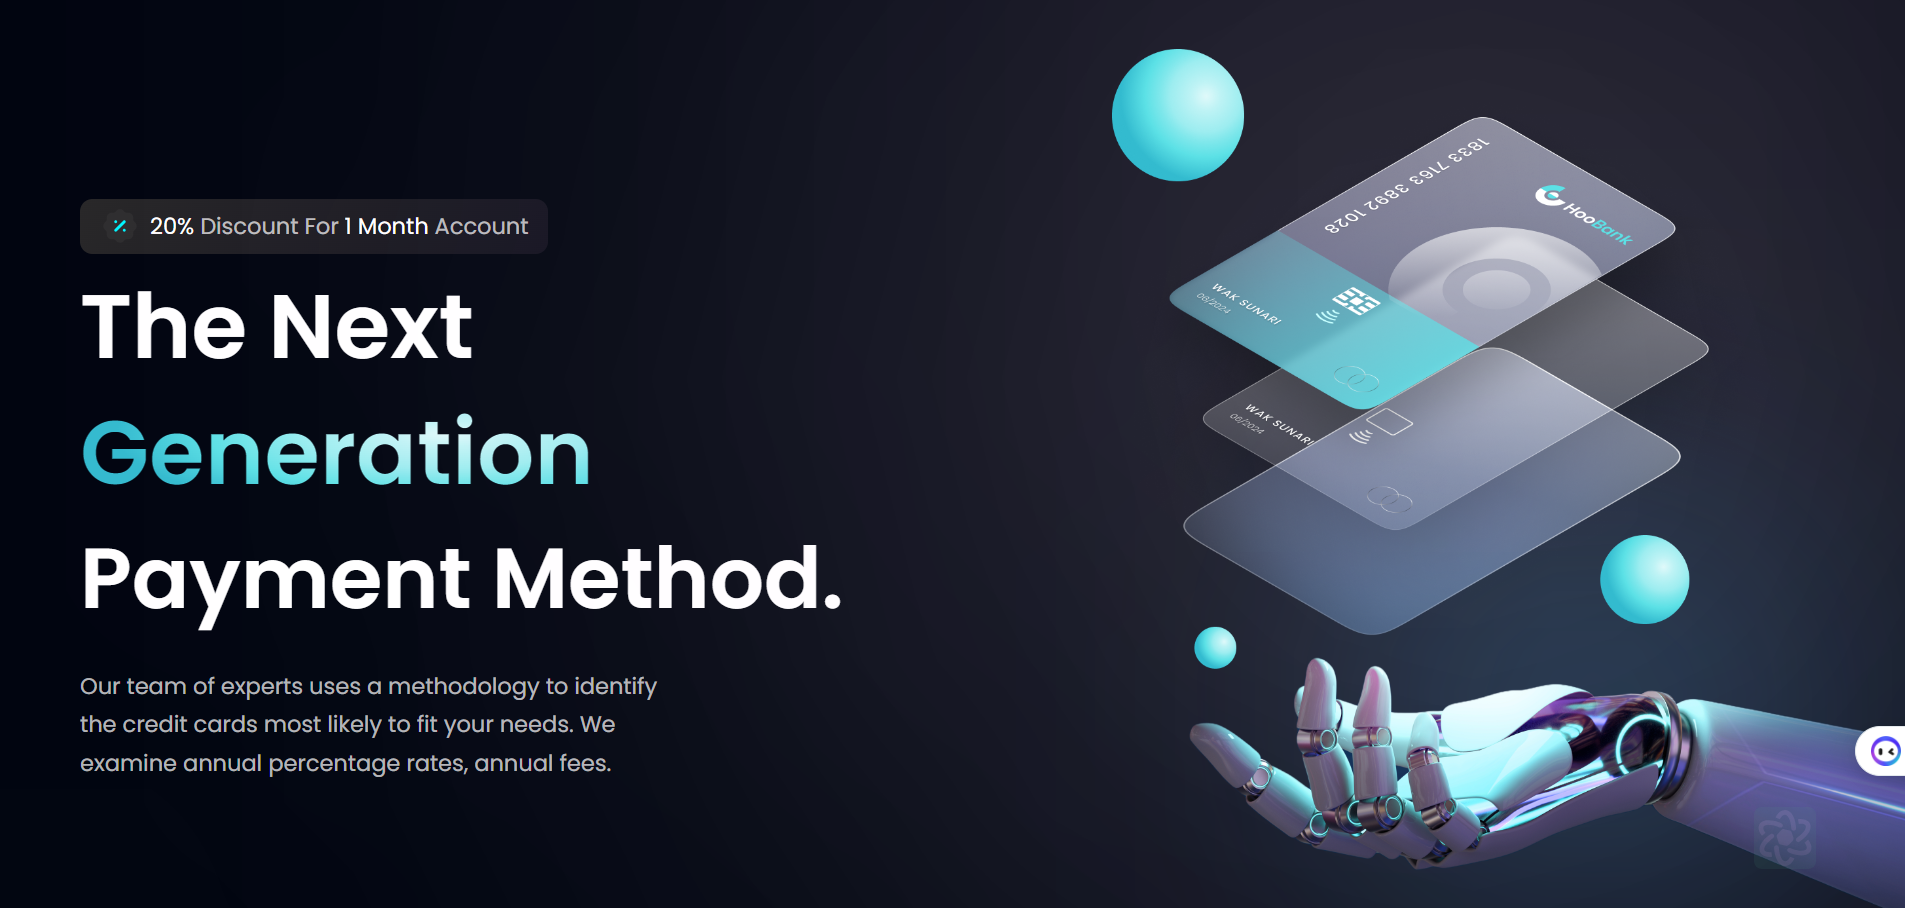 20% Discount For 1 Month Account
The Next
Generation
Payment Method.
Our team of experts uses a methodology to identify
the credit cards most likely to fit your needs. We
examine annual percentage rates, annual fees.
1833 7163 3892 1028
HooBank
WAK SUNARI
06/2024
WAK SUNARI
06/2024